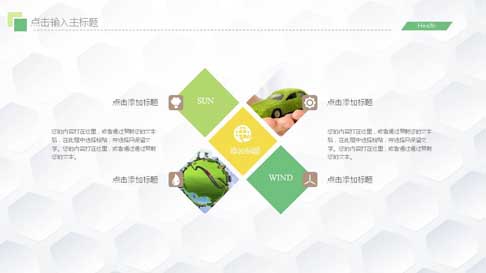 点击输入主标题
Health
点击添加标题
SUN
点击添加标题
您的内容打在这里，或者通过复制您的文本
后，在此框中选择粘贴，并选择只保留文
字。您的内容打在这里，或者通过通过复制
您的文本。
添加标题
您的内容打在这里，或者通过复制您的文本
后，在此框中选择粘贴，并选择只保留文
字。您的内容打在这里，或者通过通过复制
您的文本。
点击添加标题
WIND
点击添加标题